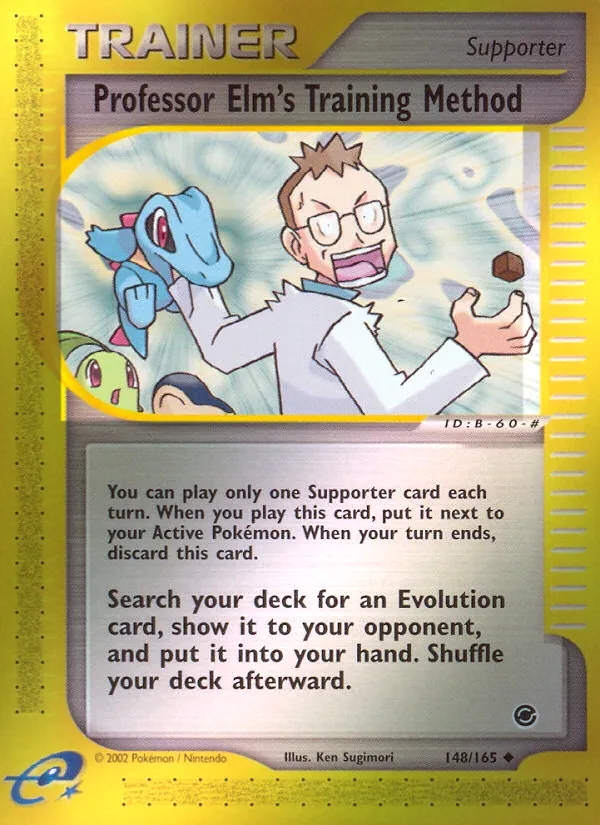 TRAINER
Supporter
Professor Elm's Training Method
ID:B-60-#
You can play only one Supporter card each
turn. When you play this card, put it next to
your Active Pokémon. When your turn ends,
discard this card.
Search your deck for an Evolution
card, show it to your opponent,
and put it into your hand. Shuffle
your deck afterward.
© 2002 Pokémon / Nintendo
Illus. Ken Sugimori
148/165 ◆
e